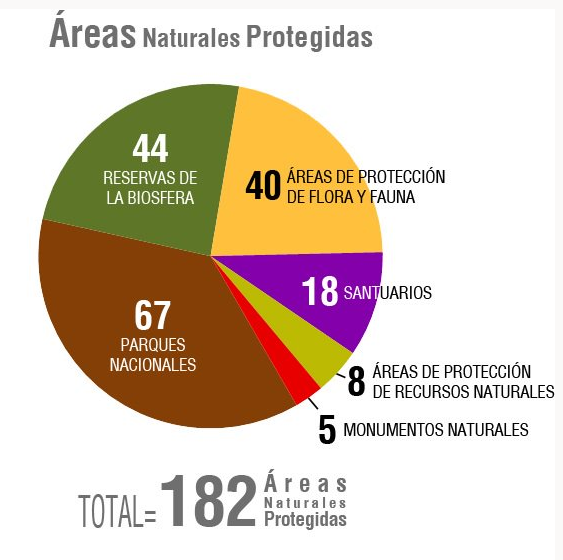 Áreas Naturales Protegidas
44
RESERVAS DE
LA BIOSFERA
40 ÁREAS DE PROTECCIÓN
DE FLORA Y FAUNA
18 SANTUARIOS
67
PARQUES
NACIONALES
8 ÁREAS DE PROTECCIÓN
DE RECURSOS NATURALES
5 MONUMENTOS NATURALES
TOTAL= 182 Áreas
Naturales
Protegidas